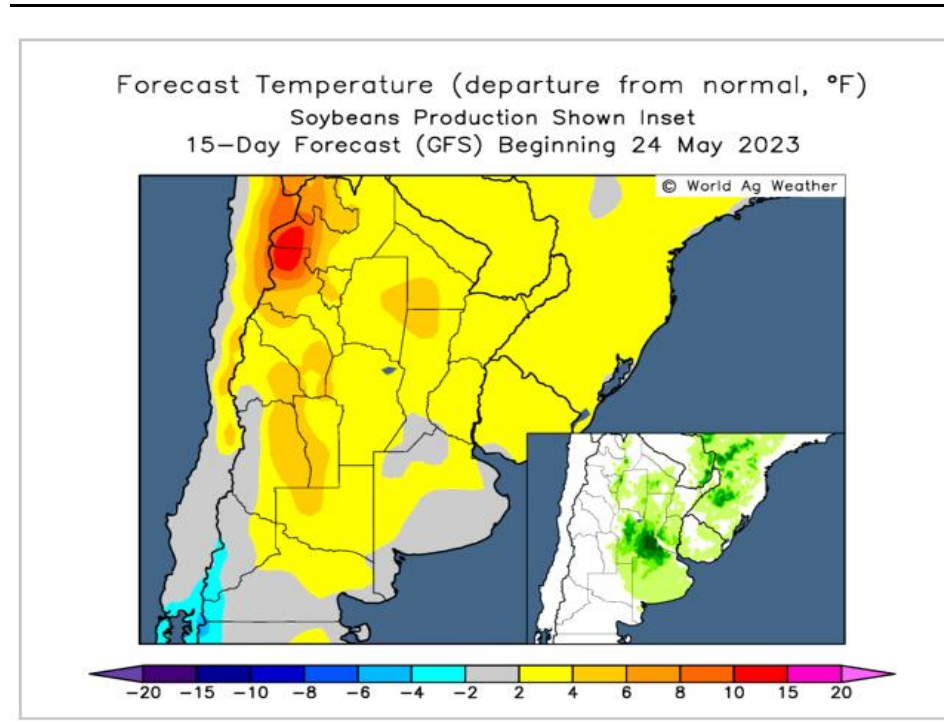 Forecast Temperature (departure from normal, °F)
Soybeans Production Shown Inset
15-Day Forecast (GFS) Beginning 24 May 2023
© World Ag Weather
-20 -15 -10 -8 -6 -4 -2 2 4 6 8 10 15 20